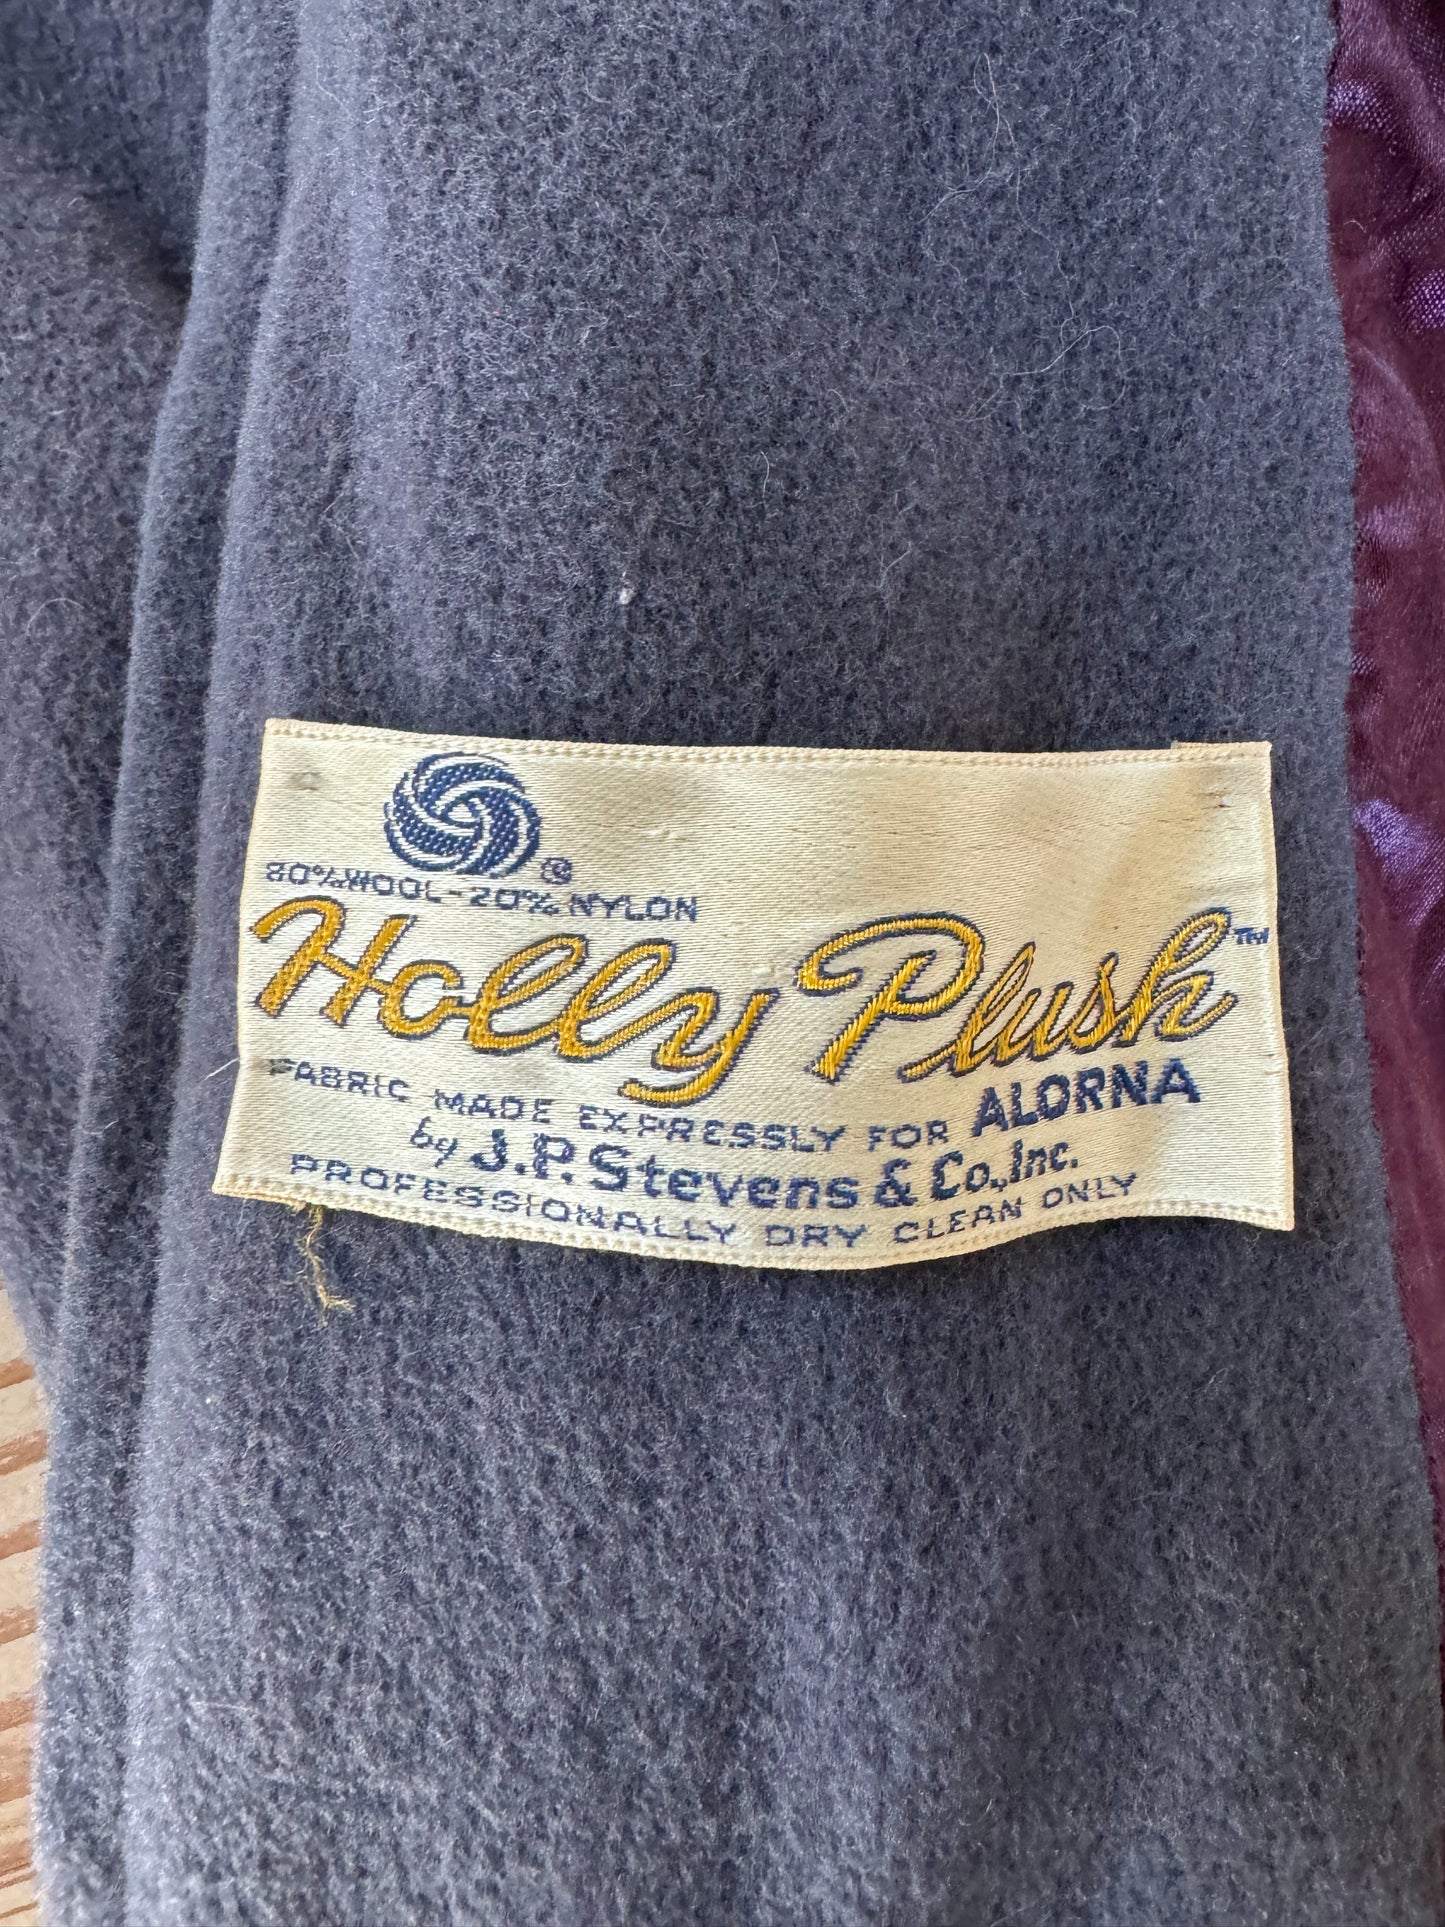 ®
80% WOOL-20% NYLON
Holly Plush™
FABRIC MADE EXPRESSLY FOR ALORNA
by J.P. Stevens & Co., Inc.
PROFESSIONALLY DRY CLEAN ONLY